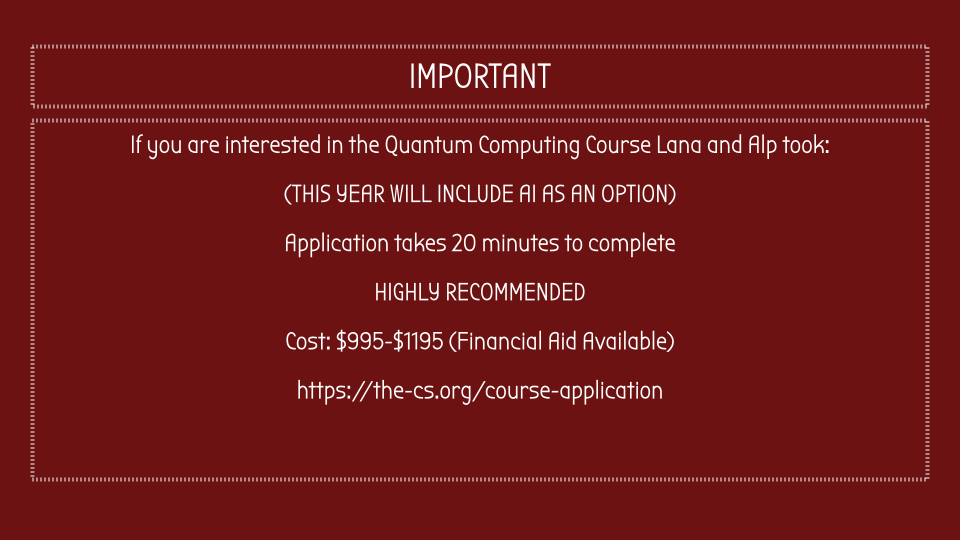 IMPORTANT
If you are interested in the Quantum Computing Course Lana and Alp took:
(THIS YEAR WILL INCLUDE AI AS AN OPTION)
Application takes 20 minutes to complete
HIGHLY RECOMMENDED
Cost: $995-$1195 (Financial Aid Available)
https://the-cs.org/course-application